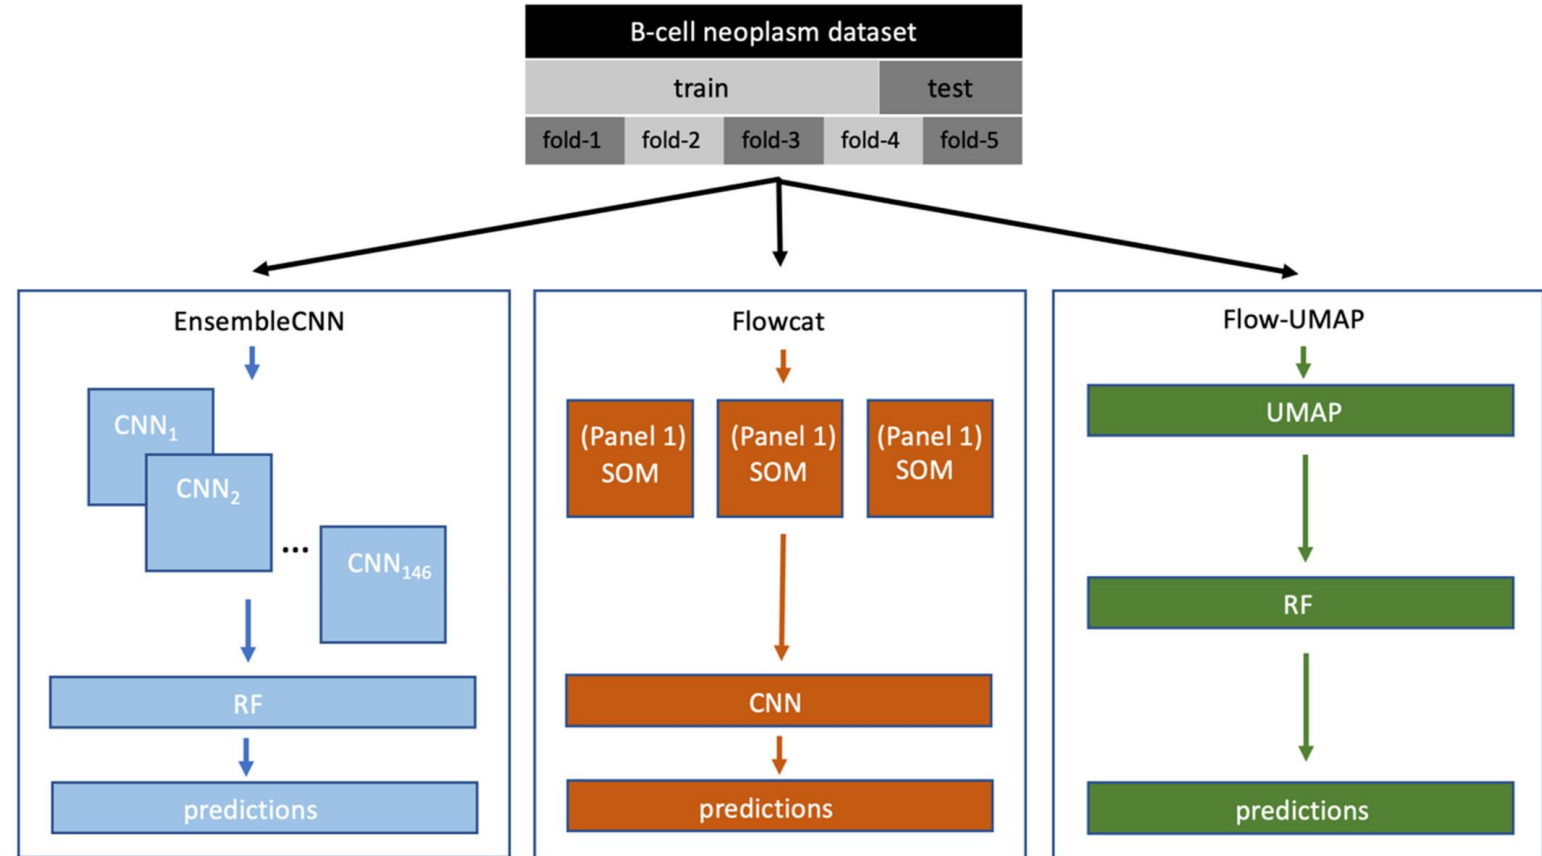 B-cell neoplasm dataset
train test
fold-1 fold-2 fold-3 fold-4 fold-5
EnsembleCNN
CNN₁
CNN₂
...
CNN₁₄₆
RF
predictions
Flowcat
(Panel 1) SOM
(Panel 1) SOM
(Panel 1) SOM
CNN
predictions
Flow-UMAP
UMAP
RF
predictions